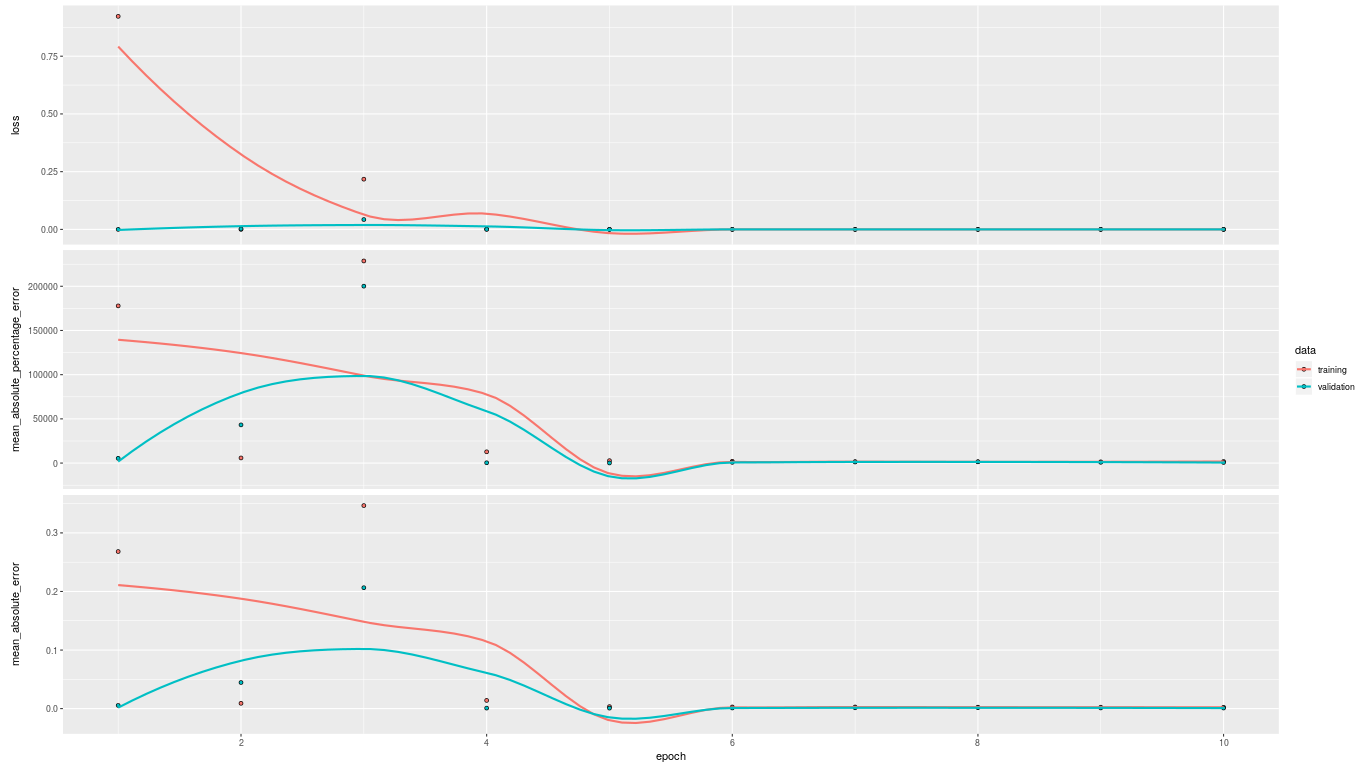 loss
0.75
0.50
0.25
0.00
mean_absolute_percentage_error
200000
150000
100000
50000
0
mean_absolute_error
0.3
0.2
0.1
0.0
2
4
6
8
10
epoch
data
training
validation